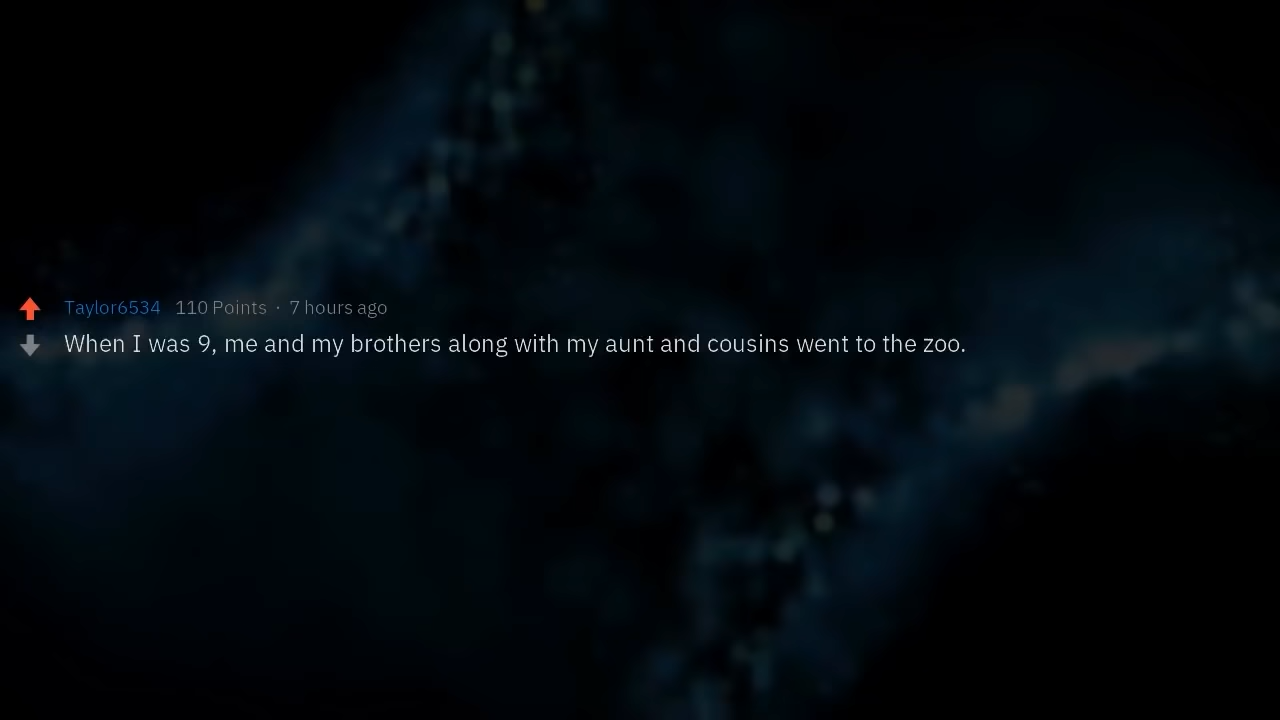 Taylor6534 110 Points · 7 hours ago
When I was 9, me and my brothers along with my aunt and cousins went to the zoo.